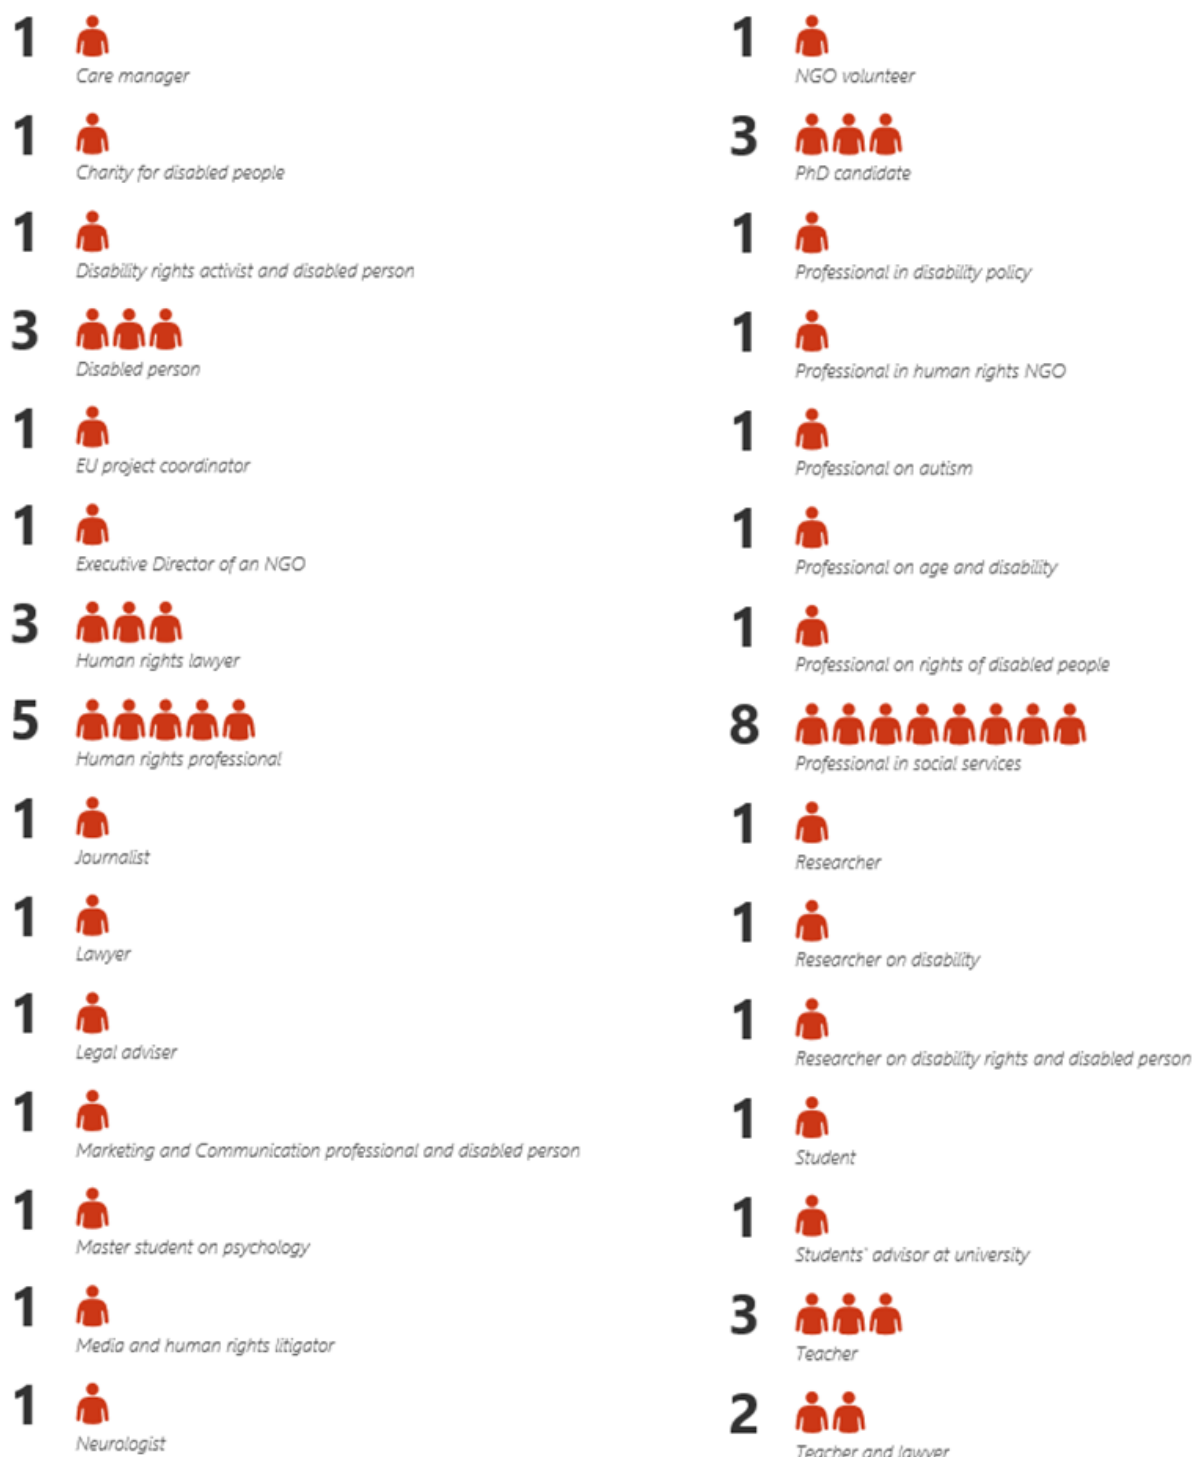 1
Care manager
1
Charity for disabled people
1
Disability rights activist and disabled person
3
Disabled person
1
EU project coordinator
1
Executive Director of an NGO
3
Human rights lawyer
5
Human rights professional
1
Journalist
1
Lawyer
1
Legal adviser
1
Marketing and Communication professional and disabled person
1
Master student on psychology
1
Media and human rights litigator
1
Neurologist
1
NGO volunteer
3
PhD candidate
1
Professional in disability policy
1
Professional in human rights NGO
1
Professional on autism
1
Professional on age and disability
1
Professional on rights of disabled people
8
Professional in social services
1
Researcher
1
Researcher on disability
1
Researcher on disability rights and disabled person
1
Student
1
Students' advisor at university
3
Teacher
2
Teacher and lawyer